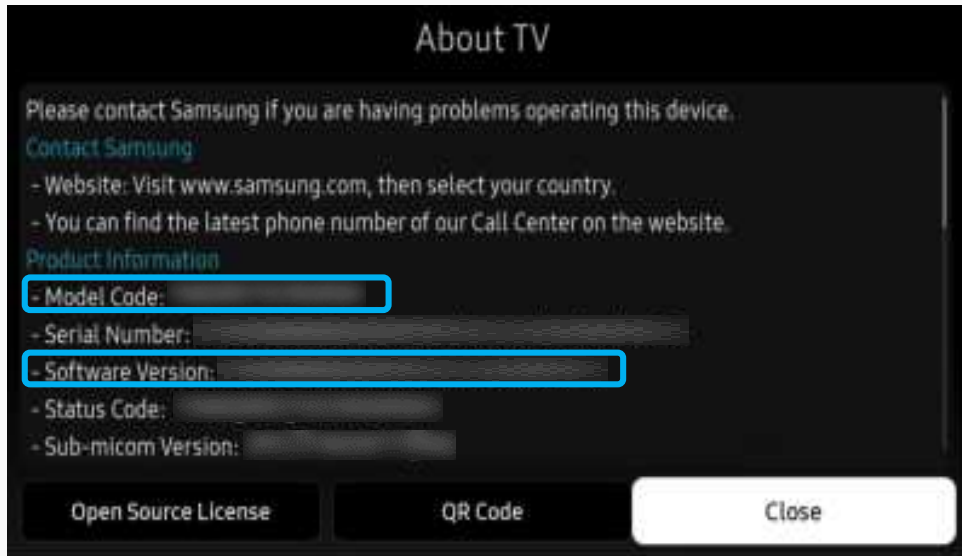 About TV
Please contact Samsung if you are having problems operating this device.
Contact Samsung
- Website: Visit www.samsung.com, then select your country.
- You can find the latest phone number of our Call Center on the website.
Product Information
- Model Code:
- Serial Number:
- Software Version:
- Status Code:
- Sub-micom Version:
Open Source License
QR Code
Close